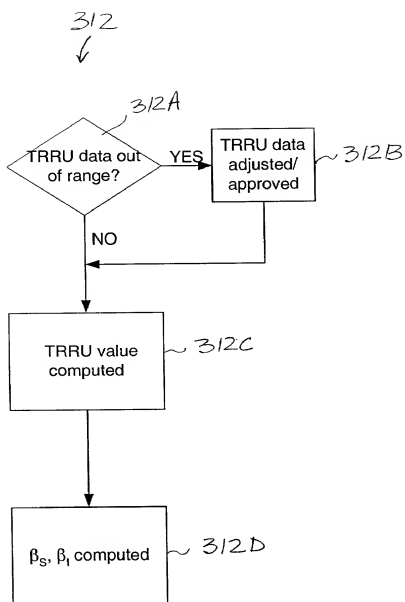 312
312A
TRRU data out
of range?
YES
TRRU data
adjusted/
approved
312B
NO
TRRU value
computed
312C
βS, βI computed
312D